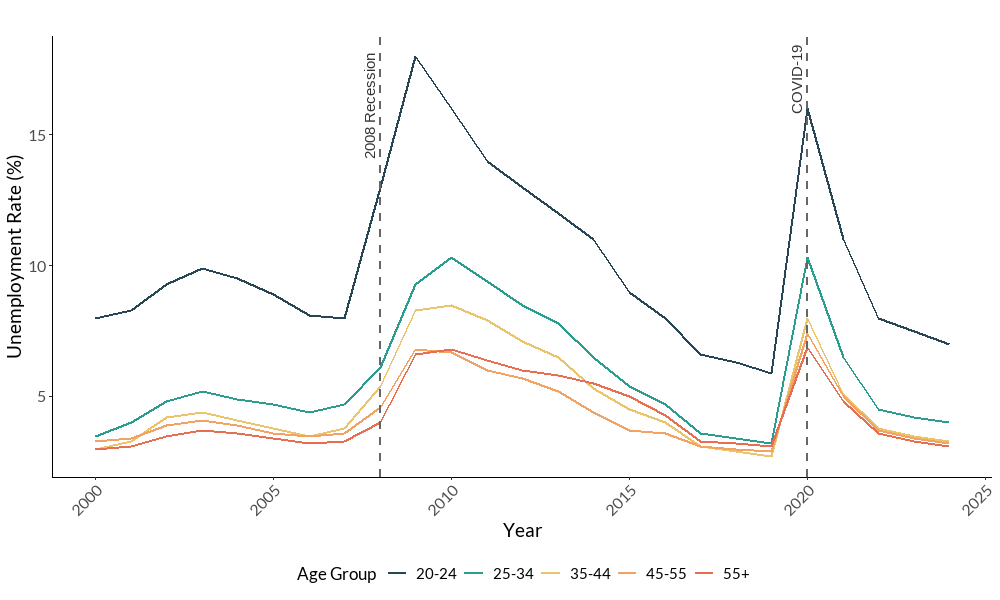 2008 Recession
COVID-19
Unemployment Rate (%)
15
10
5
2000
2005
2010
2015
2020
2025
Year
Age Group 20-24 25-34 35-44 45-55 55+